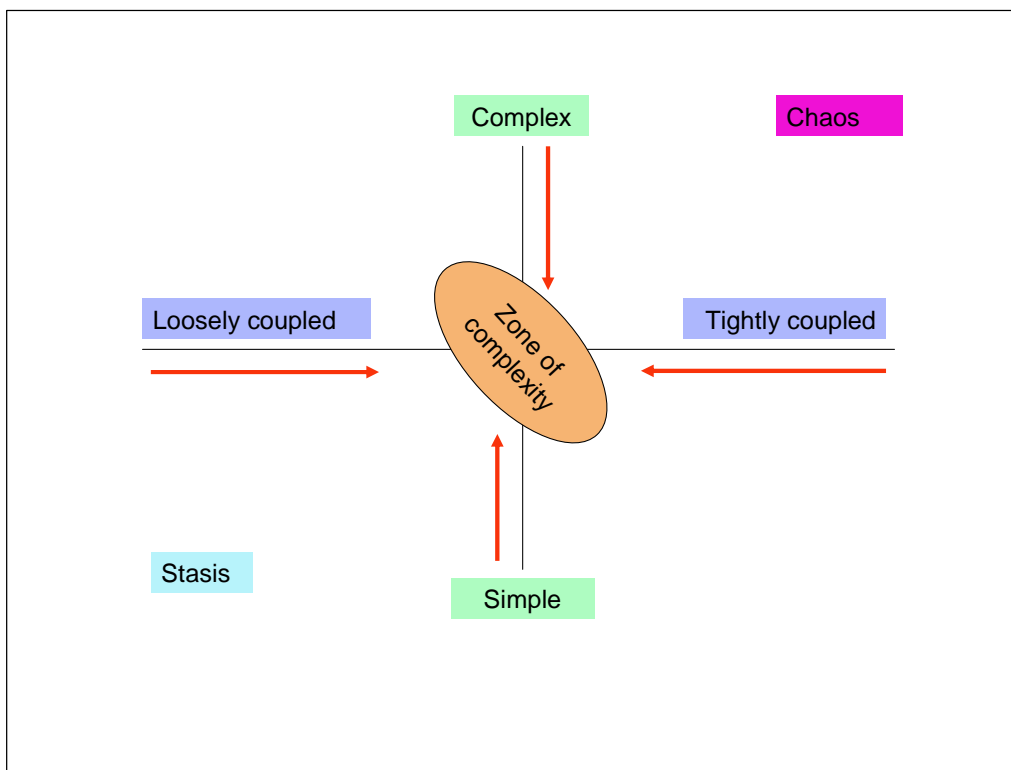 Complex
Chaos
Loosely coupled
Zone of
complexity
Tightly coupled
Stasis
Simple